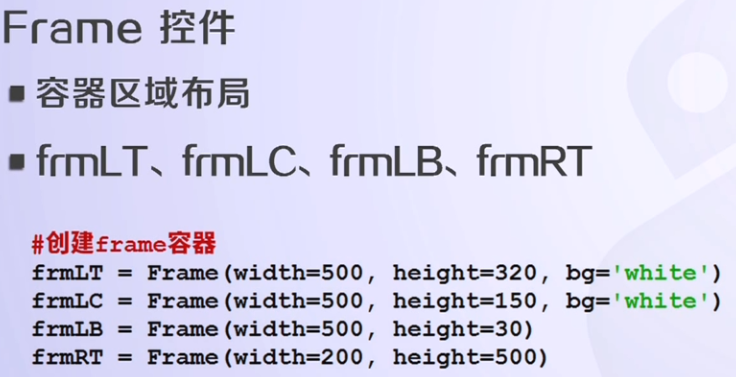 Frame 控件
容器区域布局
frmLT、frmLC、frmLB、frmRT
#创建frame容器
frmLT = Frame(width=500, height=320, bg='white')
frmLC = Frame(width=500, height=150, bg='white')
frmLB = Frame(width=500, height=30)
frmRT = Frame(width=200, height=500)